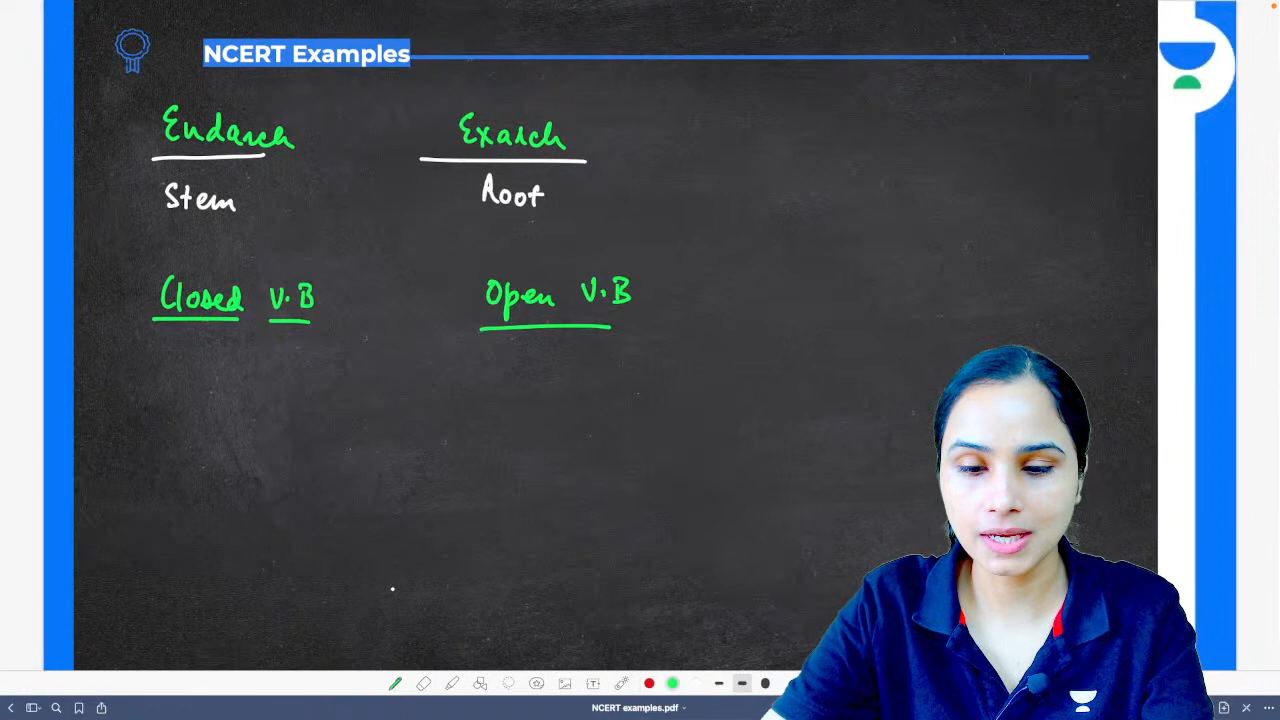 NCERT Examples
Endarch Exarch
Stem Root
Closed V.B Open V.B
NCERT examples.pdf